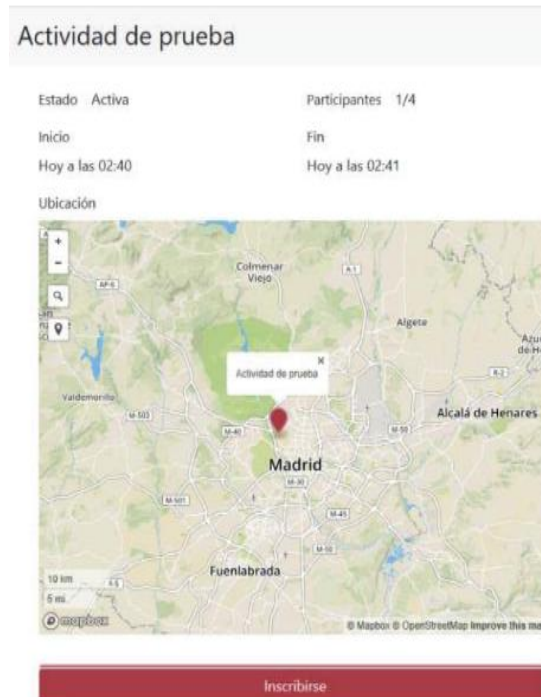 Actividad de prueba
Estado Activa
Participantes 1/4
Inicio
Fin
Hoy a las 02:40
Hoy a las 02:41
Ubicación
+
-
Colmenar
Viejo
A-1
AP-6
Algete
Actividad de prueba ×
R-2
Valdemorillo
M-503
M-40
M-50
Alcalá de Henares
Madrid
M-30
M-501
M-45
M-50
Fuenlabrada
10 km
5 mi
mapbox
© Mapbox © OpenStreetMap Improve this ma
Inscribirse